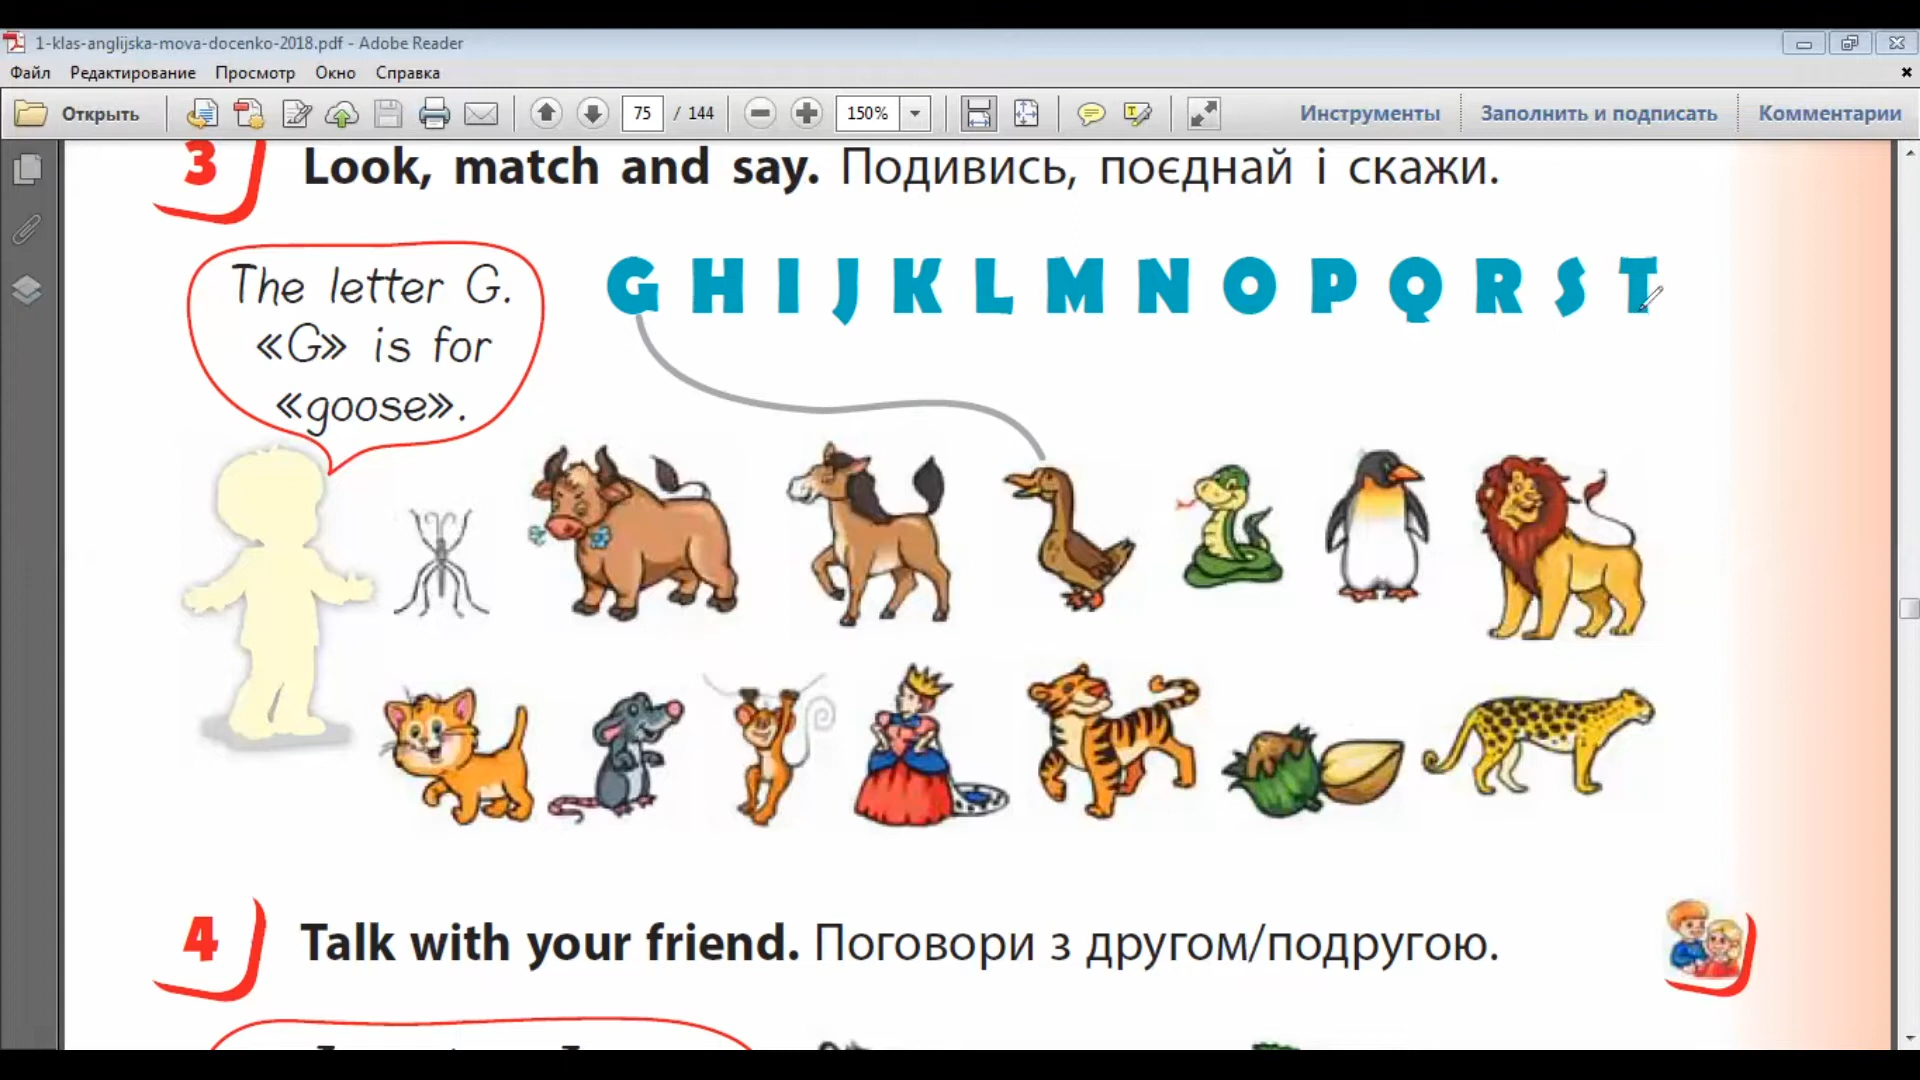 1-klas-anglijska-mova-docenko-2018.pdf - Adobe Reader
Файл Редактирование Просмотр Окно Справка
Открыть 75 / 144 150% Инструменты Заполнить и подписать Комментарии
3 Look, match and say. Подивись, поєднай і скажи.
The letter G.
«G» is for
«goose».
G H I J K L M N O P Q R S T
4 Talk with your friend. Поговори з другом/подругою.